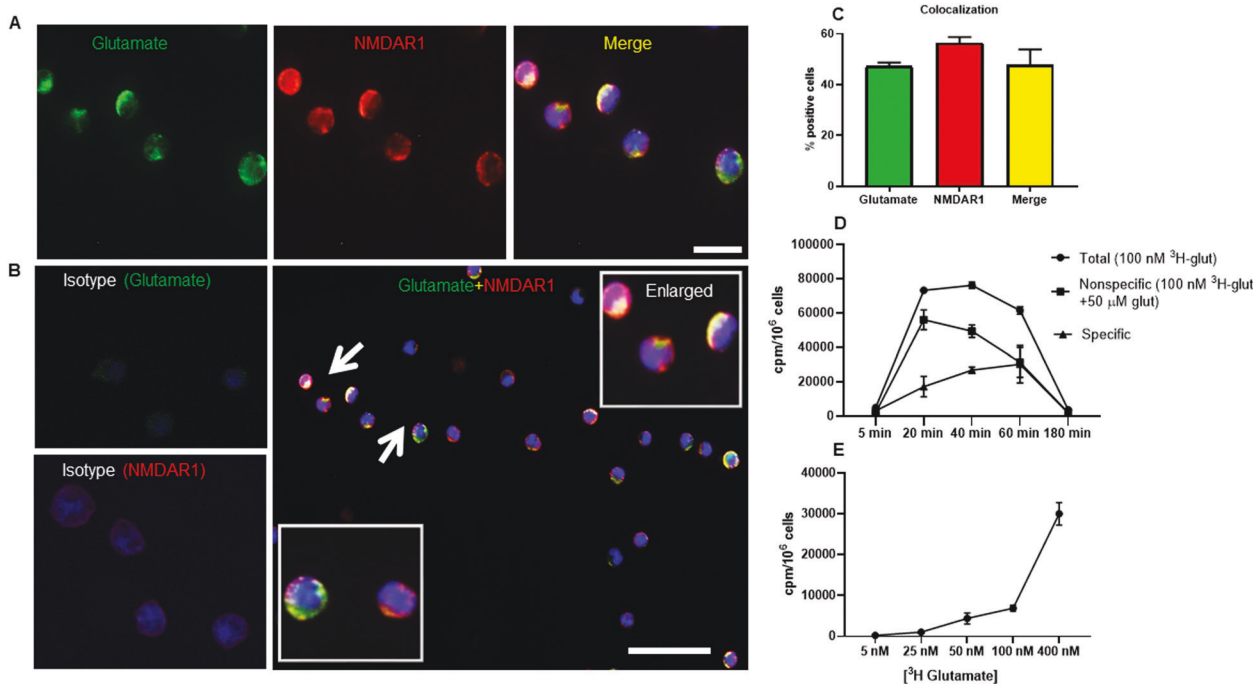 A
Glutamate
NMDAR1
Merge
B
Isotype (Glutamate)
Isotype (NMDAR1)
Glutamate+NMDAR1
Enlarged
C
Colocalization
% positive cells
60
40
20
0
Glutamate
NMDAR1
Merge
D
cpm/10⁶ cells
100000
80000
60000
40000
20000
0
5 min
20 min
40 min
60 min
180 min
Total (100 nM ³H-glut)
Nonspecific (100 nM ³H-glut
+50 μM glut)
Specific
E
cpm/10⁶ cells
40000
30000
20000
10000
0
5 nM
25 nM
50 nM
100 nM
400 nM
[³H Glutamate]